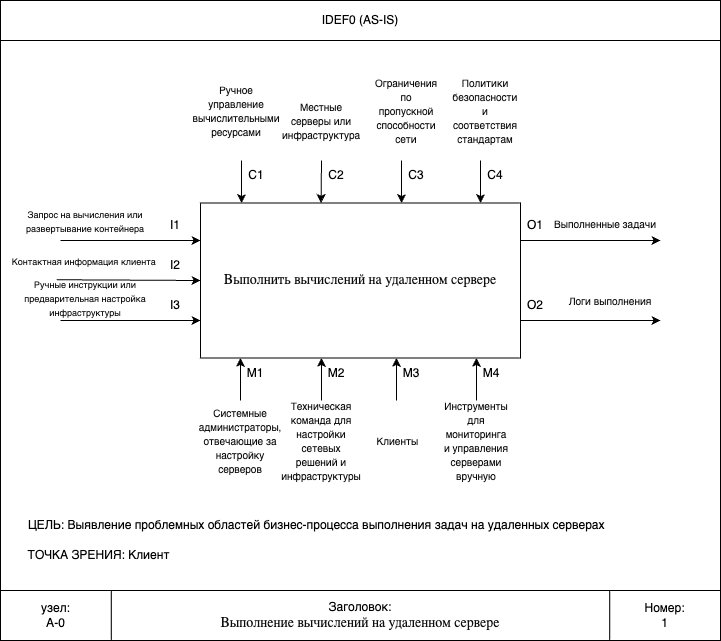 IDEF0 (AS-IS)
Ручное
управление
вычислительными
ресурсами
Местные
серверы или
инфраструктура
Ограничения
по
пропускной
способности
сети
Политики
безопасности
и
соответствия
стандартам
C1
C2
C3
C4
Запрос на вычисления или
развертывание контейнера
I1
Контактная информация клиента
I2
Ручные инструкции или
предварительная настройка
инфраструктуры
I3
Выполнить вычислений на удаленном сервере
O1
Выполненные задачи
O2
Логи выполнения
M1
M2
M3
M4
Системные
администраторы,
отвечающие за
настройку
серверов
Техническая
команда для
настройки
сетевых
решений и
инфраструктуры
Клиенты
Инструменты
для
мониторинга
и управления
серверами
вручную
ЦЕЛЬ: Выявление проблемных областей бизнес-процесса выполнения задач на удаленных серверах
ТОЧКА ЗРЕНИЯ: Клиент
узел:
A-0
Заголовок:
Выполнение вычислений на удаленном сервере
Номер:
1